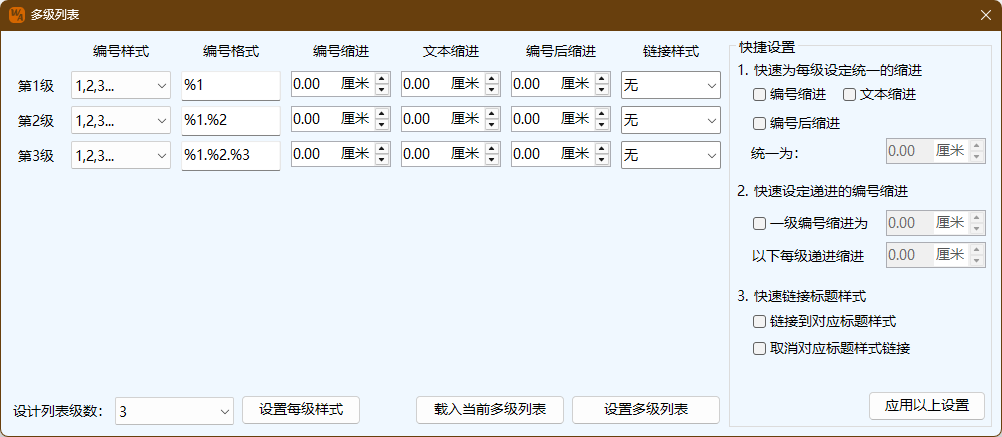 多级列表
编号样式 编号格式 编号缩进 文本缩进 编号后缩进 链接样式
第1级 1,2,3... %1 0.00 厘米 0.00 厘米 0.00 厘米 无
第2级 1,2,3... %1.%2 0.00 厘米 0.00 厘米 0.00 厘米 无
第3级 1,2,3... %1.%2.%3 0.00 厘米 0.00 厘米 0.00 厘米 无
设计列表级数： 3 设置每级样式 载入当前多级列表 设置多级列表
快捷设置
1. 快速为每级设定统一的缩进
编号缩进 文本缩进
编号后缩进
统一为： 0.00 厘米
2. 快速设定递进的编号缩进
一级编号缩进为 0.00 厘米
以下每级递进缩进 0.00 厘米
3. 快速链接标题样式
链接到对应标题样式
取消对应标题样式链接
应用以上设置